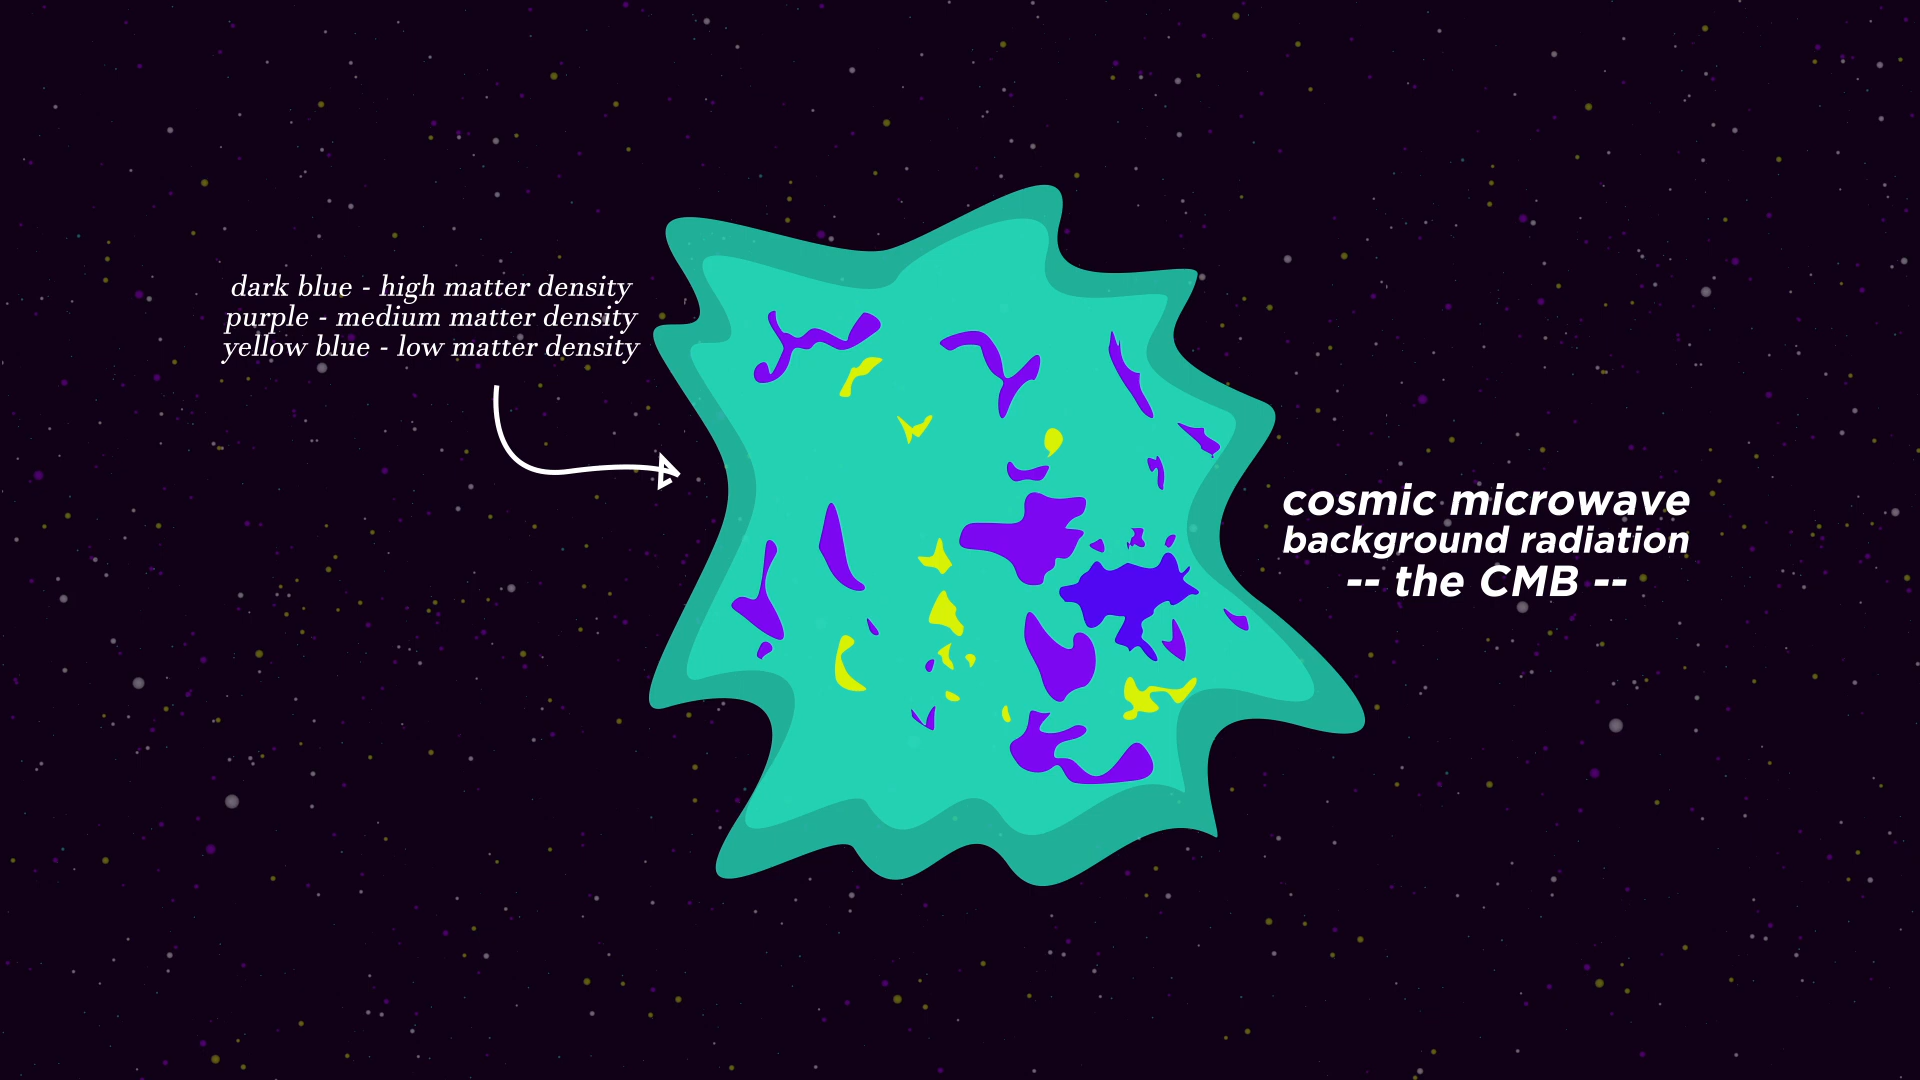 dark blue - high matter density
purple - medium matter density
yellow blue - low matter density
cosmic microwave
background radiation
-- the CMB --